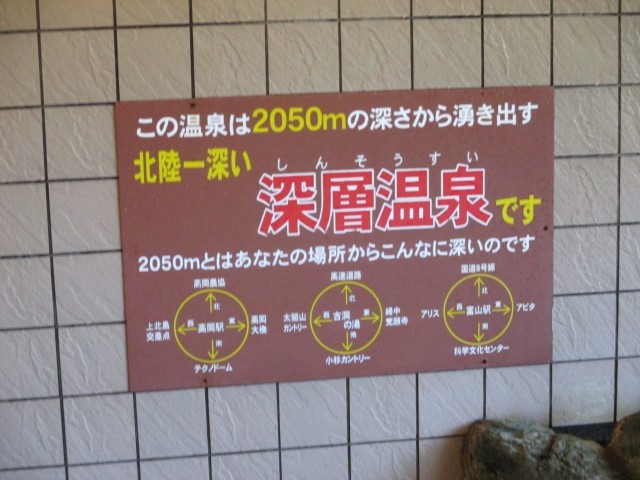 この温泉は2050mの深さから湧き出す
北陸一深い
しんそうすい
深層温泉です
2050mとはあなたの場所からこんなに深いのです
高岡農協
北
上北島
交差点
西
高岡駅
東
高岡
大橋
南
テクノドーム
高速道路
北
太閤山
カントリー
西
吉洞
の湯
東
婦中
覚願寺
南
小杉カントリー
国道8号線
北
アリス
西
富山駅
東
アピタ
南
科学文化センター